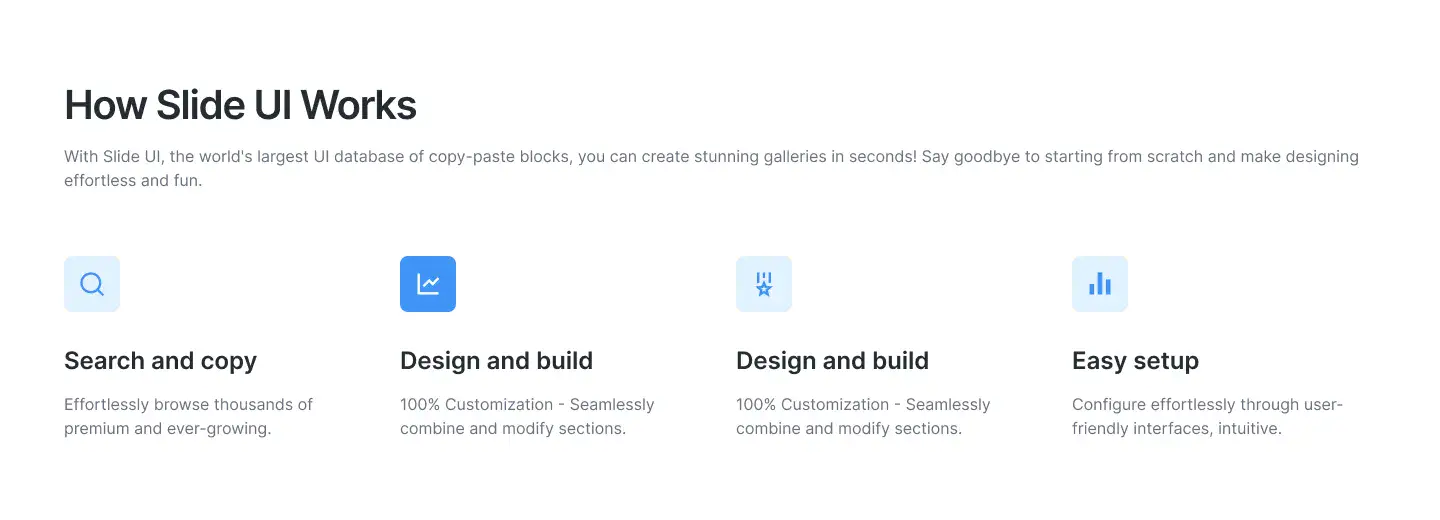 How Slide UI Works
With Slide UI, the world's largest UI database of copy-paste blocks, you can create stunning galleries in seconds! Say goodbye to starting from scratch and make designing
effortless and fun.
Search and copy
Effortlessly browse thousands of
premium and ever-growing.
Design and build
100% Customization - Seamlessly
combine and modify sections.
Design and build
100% Customization - Seamlessly
combine and modify sections.
Easy setup
Configure effortlessly through user-
friendly interfaces, intuitive.